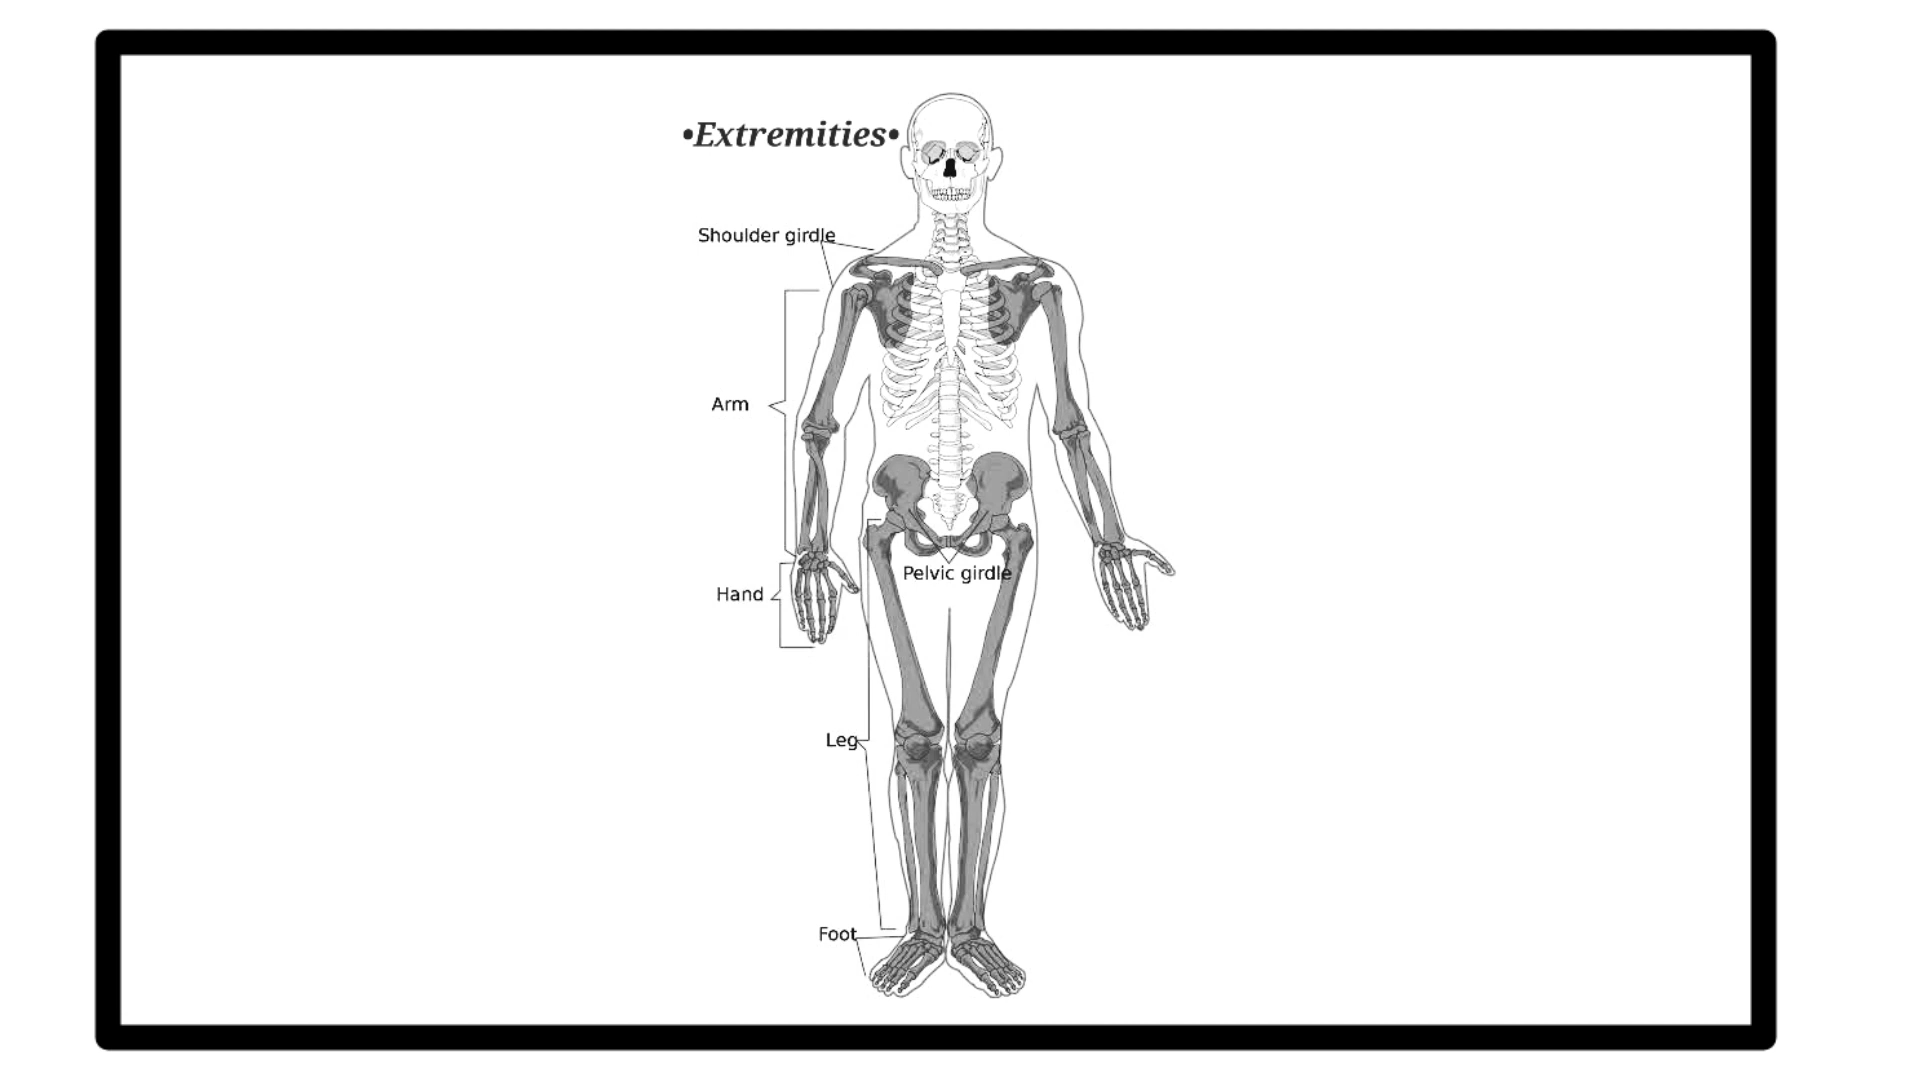 •Extremities•
Shoulder girdle
Arm
Pelvic girdle
Hand
Leg
Foot